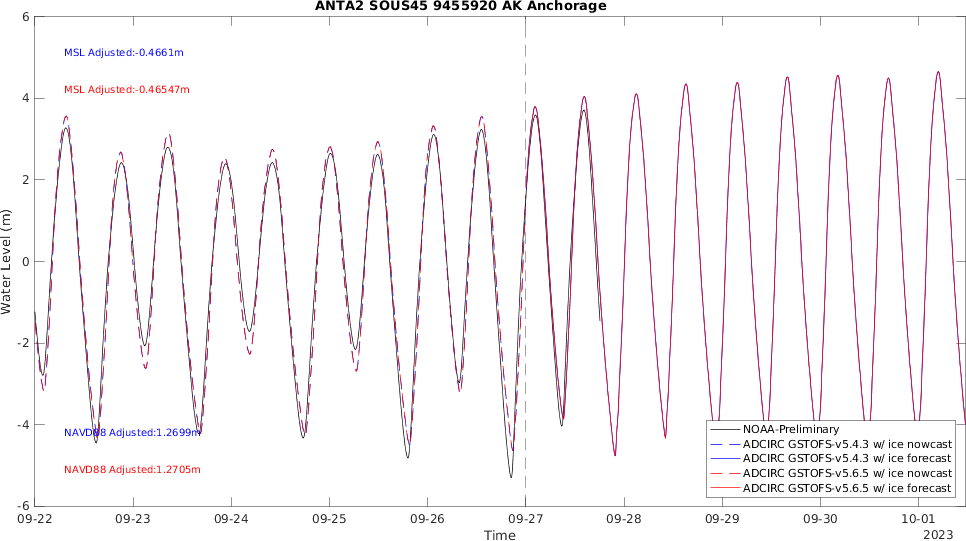 ANTA2 SOUS45 9455920 AK Anchorage
6
MSL Adjusted:-0.4661m
MSL Adjusted:-0.46547m
4
2
0
-2
-4
-6
Water Level (m)
NAVD88 Adjusted:1.2699m
NAVD88 Adjusted:1.2705m
NOAA-Preliminary
ADCIRC GSTOFS-v5.4.3 w/ ice nowcast
ADCIRC GSTOFS-v5.4.3 w/ ice forecast
ADCIRC GSTOFS-v5.6.5 w/ ice nowcast
ADCIRC GSTOFS-v5.6.5 w/ ice forecast
09-22 09-23 09-24 09-25 09-26 09-27 09-28 09-29 09-30 10-01
Time
2023